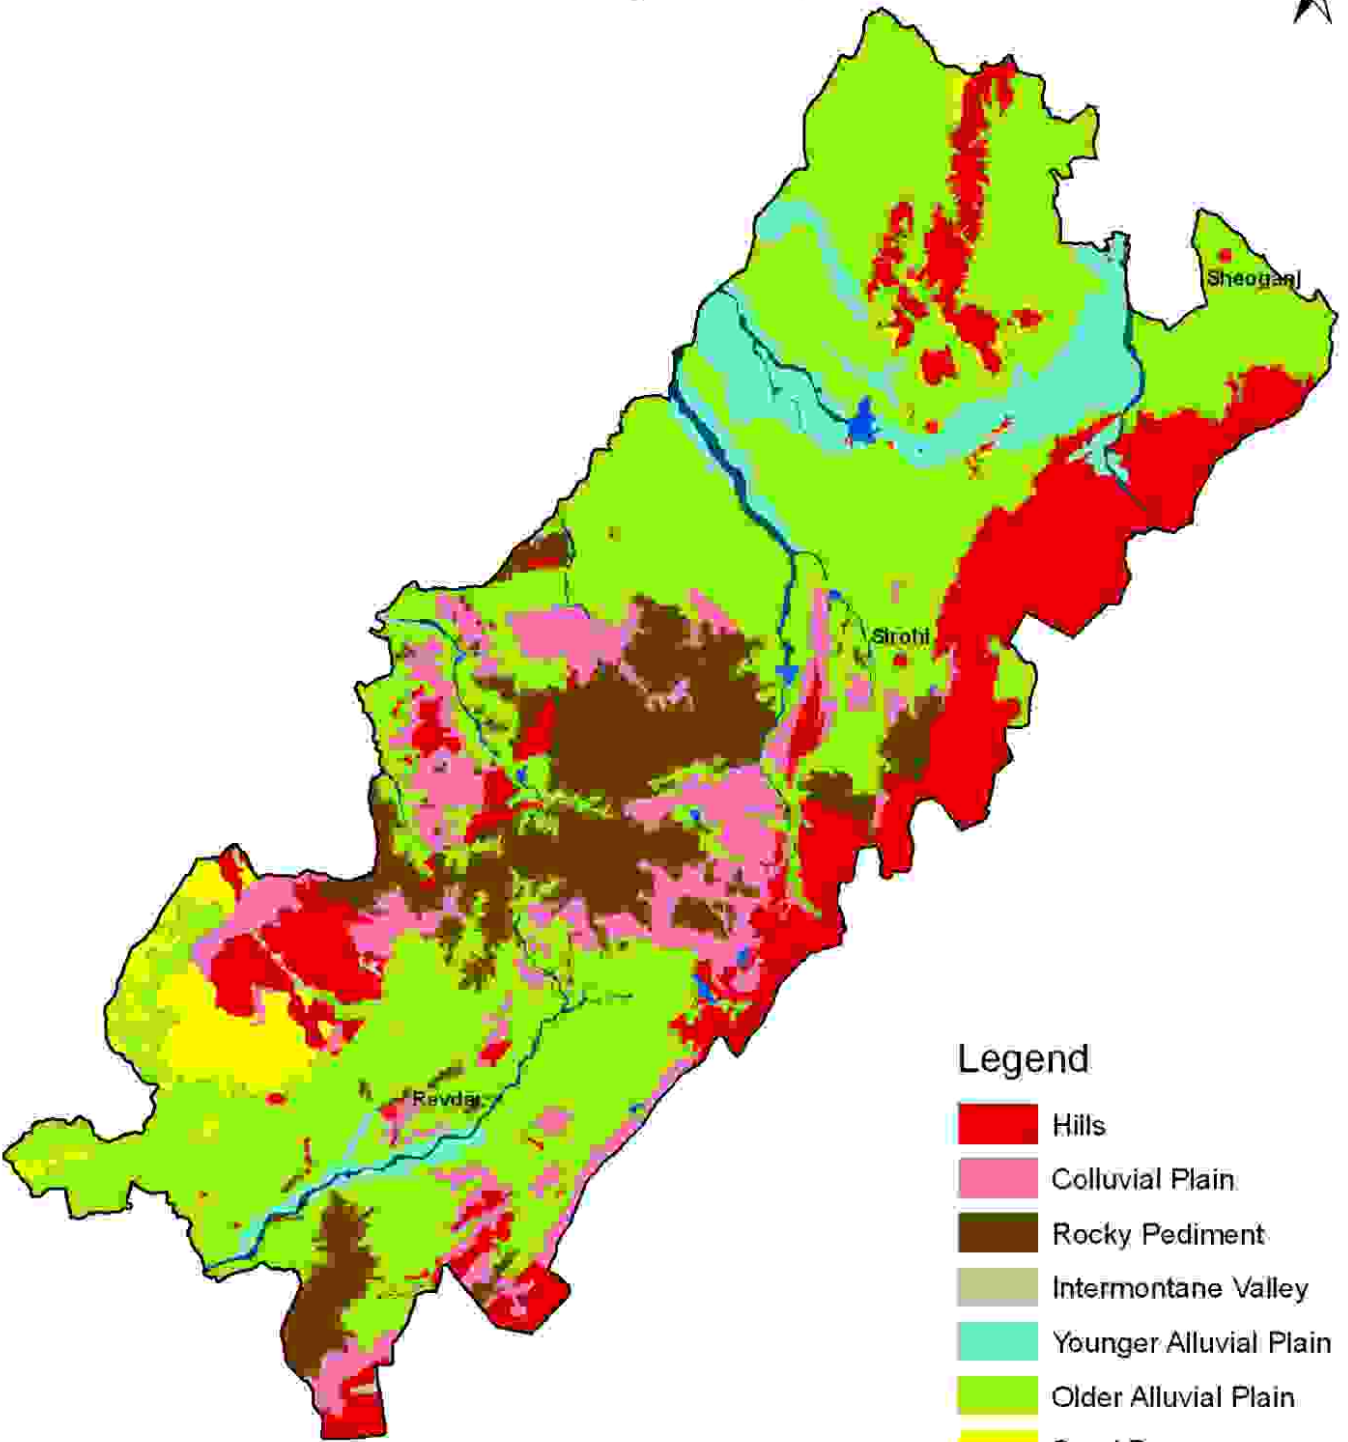 Sheoganj
Sirohi
Revdar
Legend
Hills
Colluvial Plain
Rocky Pediment
Intermontane Valley
Younger Alluvial Plain
Older Alluvial Plain